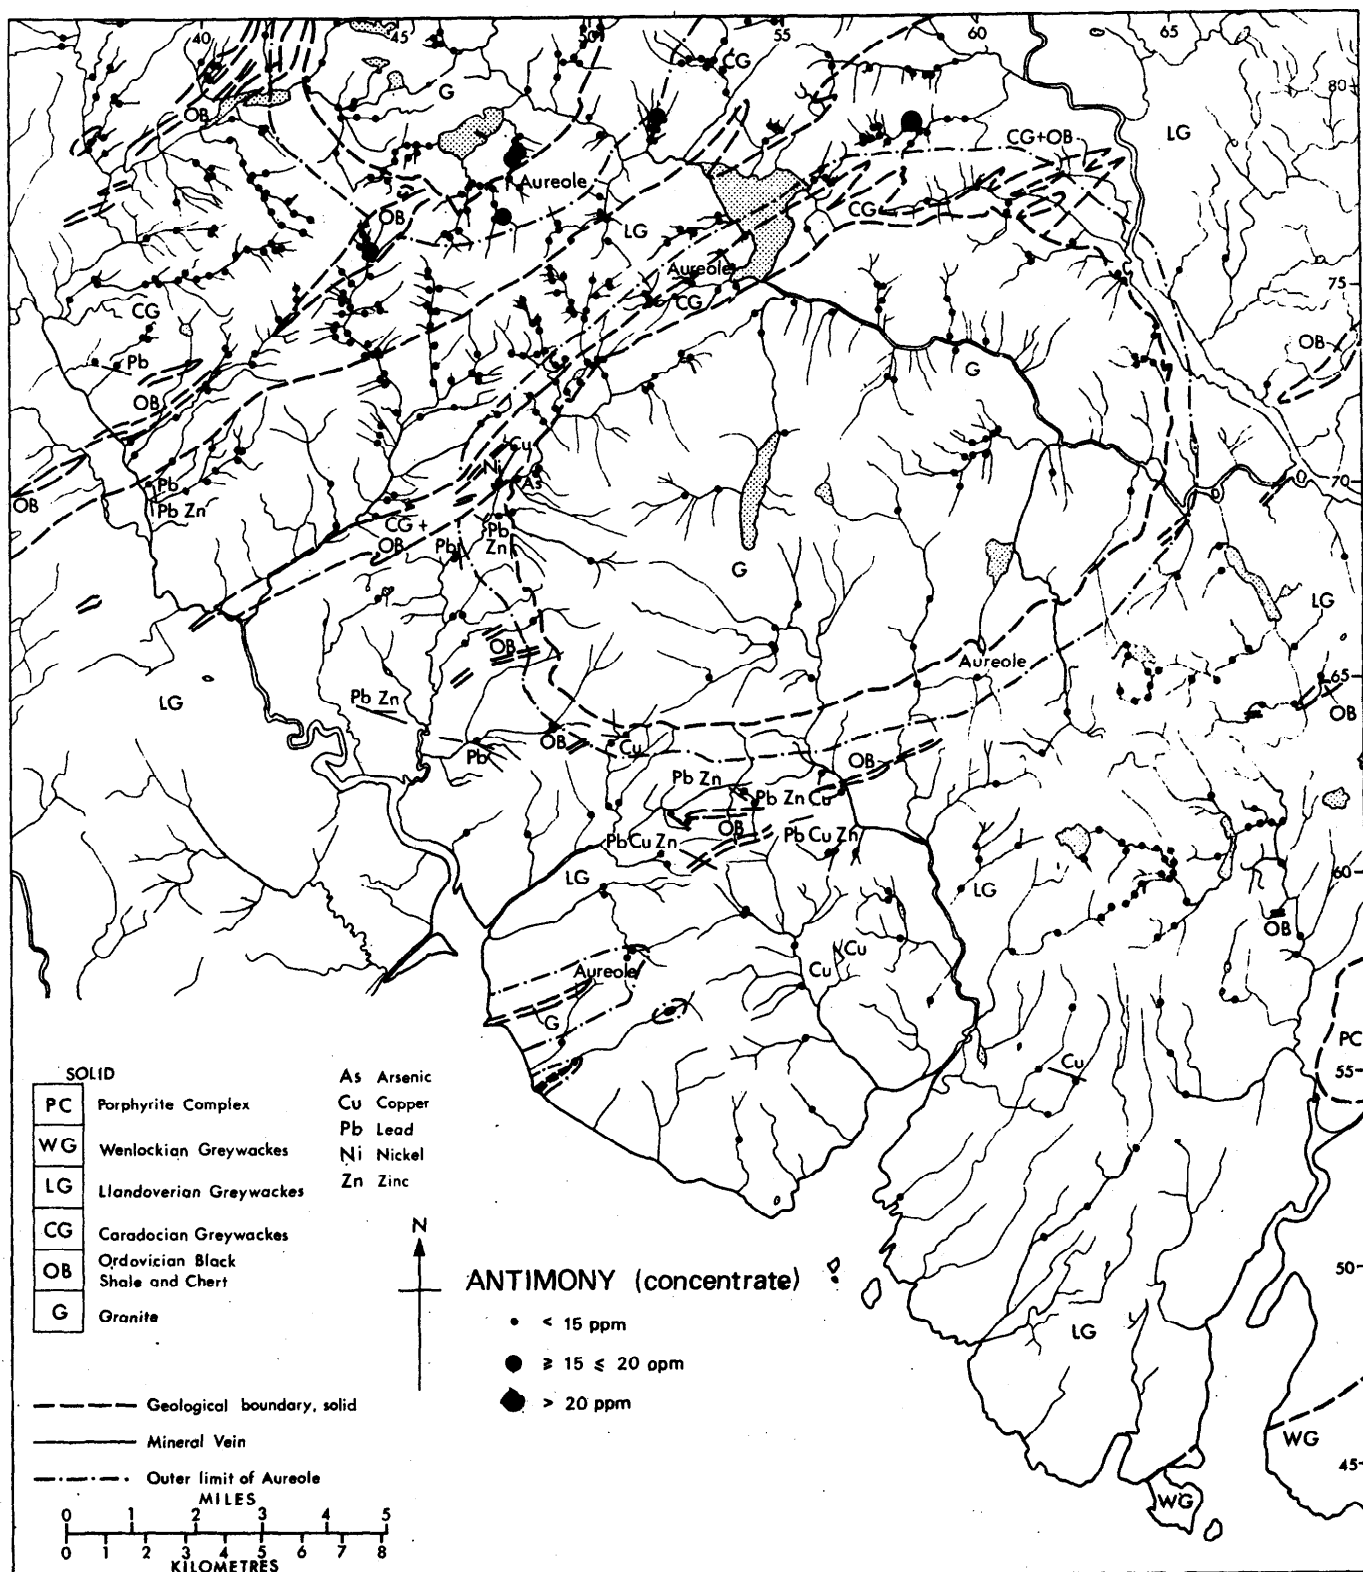 40 45 50 55 60 65
CG
G
80
OB
CG+OB
LG
Aureole
OB
CG
LG
Aureole
75
CG
CG
OB
Pb
G
OB
Cu
Ni
As
70
Pb
OB
Pb Zn
CG +
OB
Pb
Zn
Pb
G
LG
OB
Aureole
65
LG
Pb Zn
OB
OB
Cu
Pb
OB
Pb Zn
Pb Zn Cu
OB
Pb Cu Zn
Pb Cu Zn
60
LG
LG
OB
Cu
Cu
Aureole
G
PC
Cu
55
SOLID
PC Porphyrite Complex
WG Wenlockian Greywackes
LG Llandoverian Greywackes
CG Caradocian Greywackes
OB Ordovician Black
Shale and Chert
G Granite
As Arsenic
Cu Copper
Pb Lead
Ni Nickel
Zn Zinc
N
ANTIMONY (concentrate)
< 15 ppm
≥ 15 ≤ 20 ppm
> 20 ppm
50
LG
WG
45
WG
Geological boundary, solid
Mineral Vein
Outer limit of Aureole
MILES
0 1 2 3 4 5
0 1 2 3 4 5 6 7 8
KILOMETRES